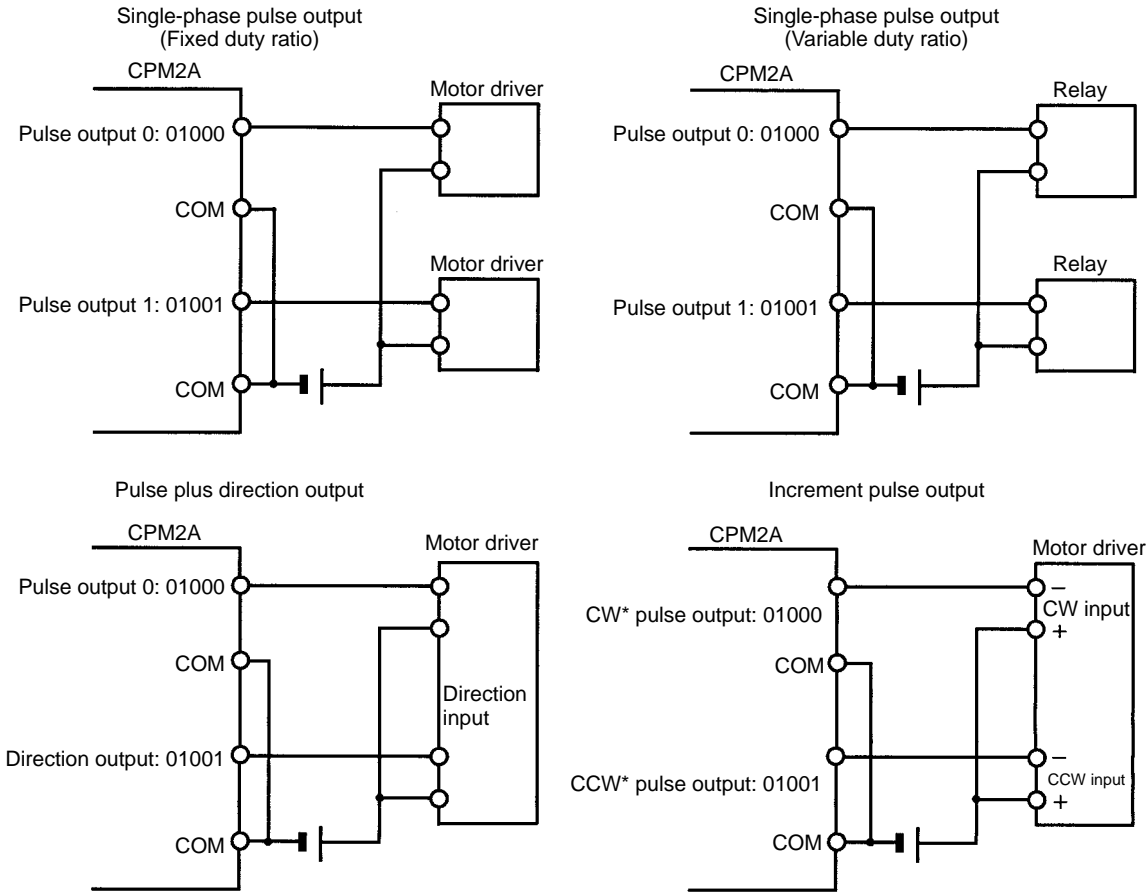 Single-phase pulse output
(Fixed duty ratio)
CPM2A
Motor driver
Pulse output 0: 01000
COM
Motor driver
Pulse output 1: 01001
COM
Single-phase pulse output
(Variable duty ratio)
CPM2A
Relay
Pulse output 0: 01000
COM
Relay
Pulse output 1: 01001
COM
Pulse plus direction output
CPM2A
Motor driver
Pulse output 0: 01000
COM
Direction
input
Direction output: 01001
COM
Increment pulse output
CPM2A
Motor driver
−
CW input
CW* pulse output: 01000
+
COM
−
CCW input
CCW* pulse output: 01001
+
COM